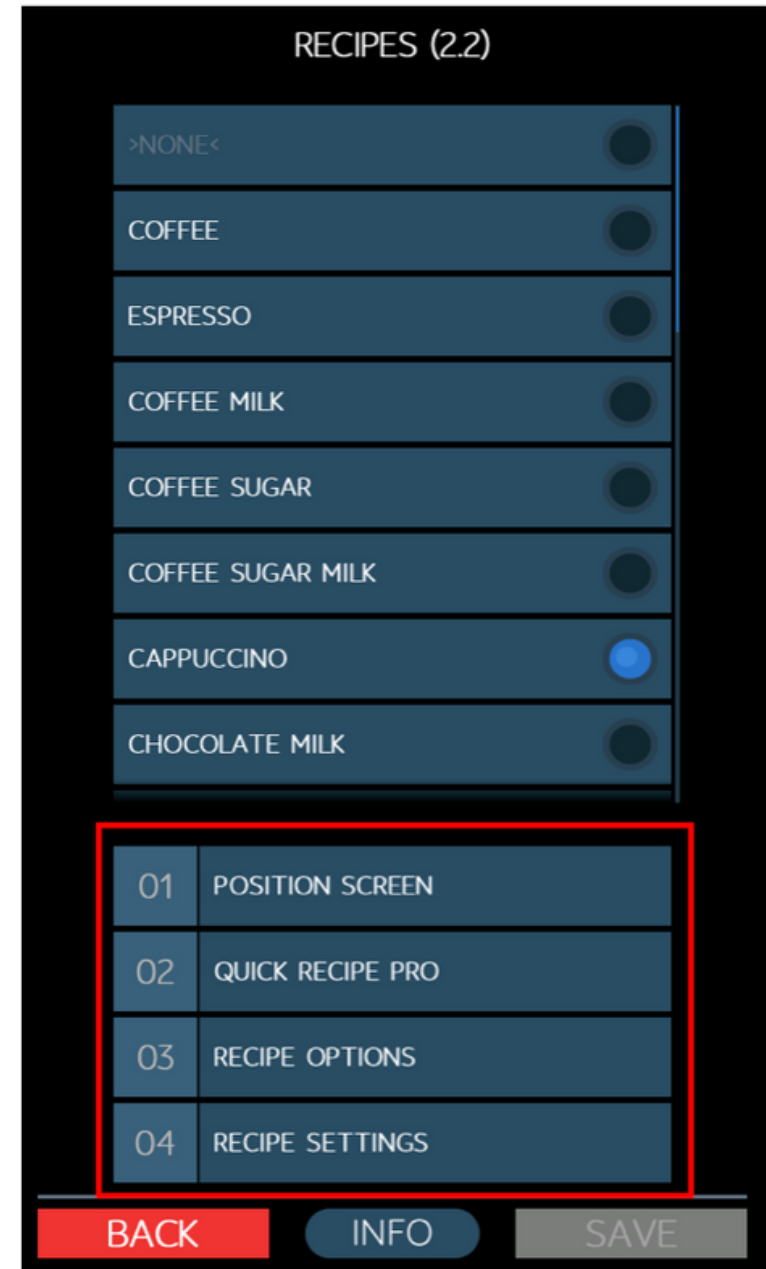 RECIPES (2.2)
>NONE<
COFFEE
ESPRESSO
COFFEE MILK
COFFEE SUGAR
COFFEE SUGAR MILK
CAPPUCCINO
CHOCOLATE MILK
01 POSITION SCREEN
02 QUICK RECIPE PRO
03 RECIPE OPTIONS
04 RECIPE SETTINGS
BACK INFO SAVE